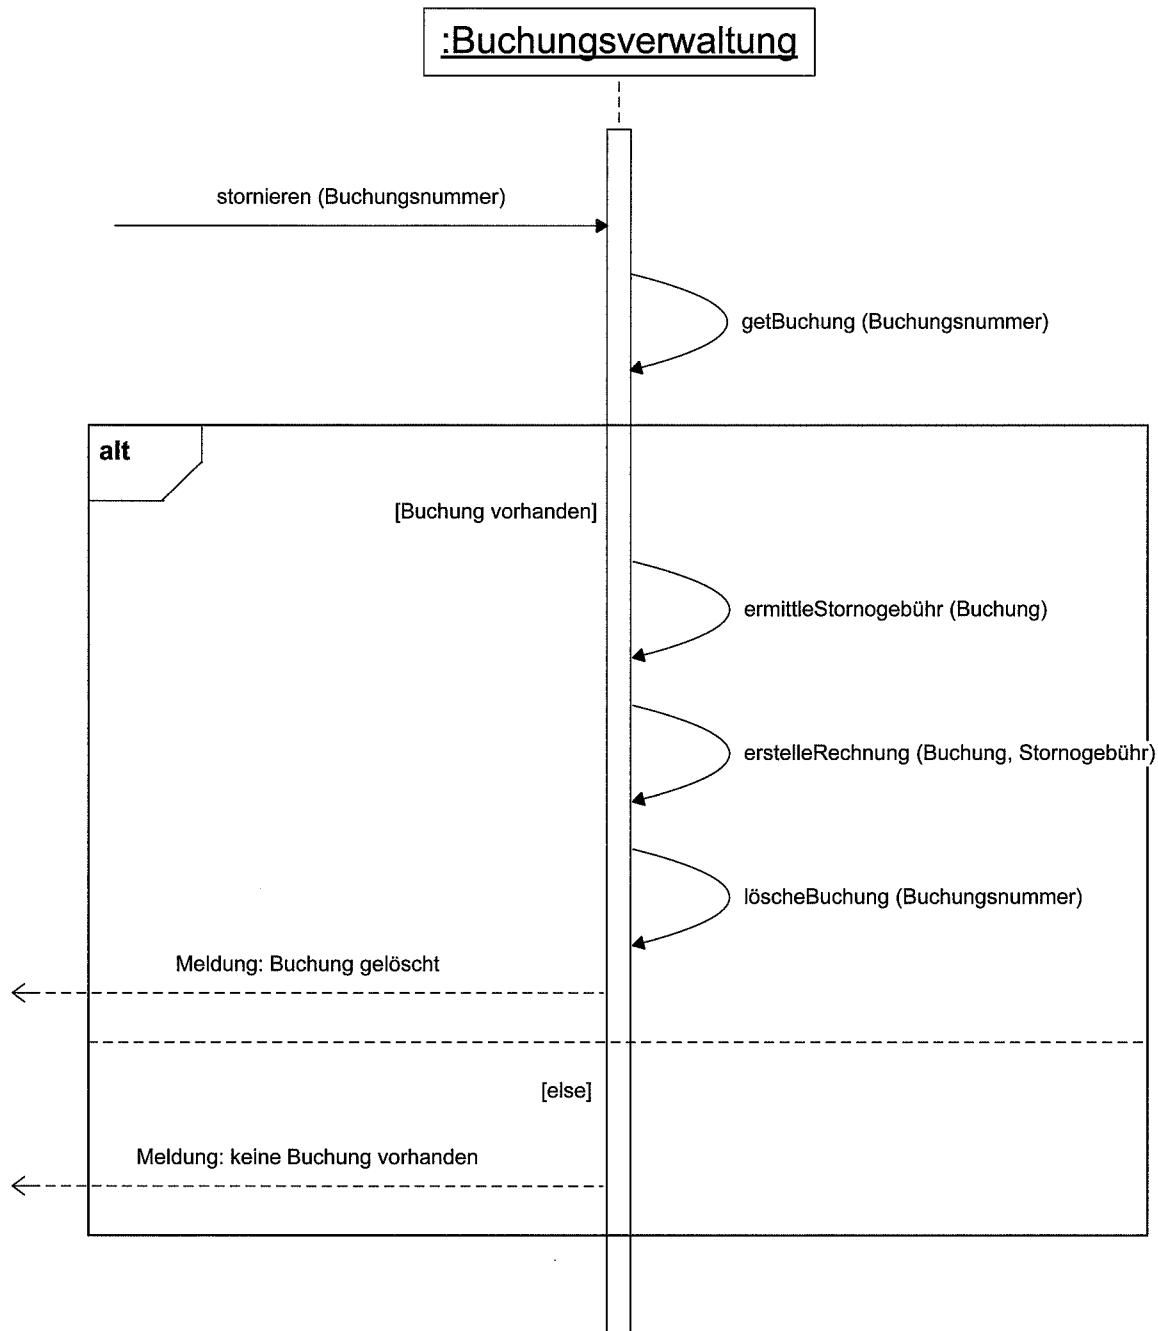 :Buchungsverwaltung
stornieren (Buchungsnummer)
getBuchung (Buchungsnummer)
alt
[Buchung vorhanden]
ermittleStornogebühr (Buchung)
erstelleRechnung (Buchung, Stornogebühr)
löscheBuchung (Buchungsnummer)
Meldung: Buchung gelöscht
[else]
Meldung: keine Buchung vorhanden